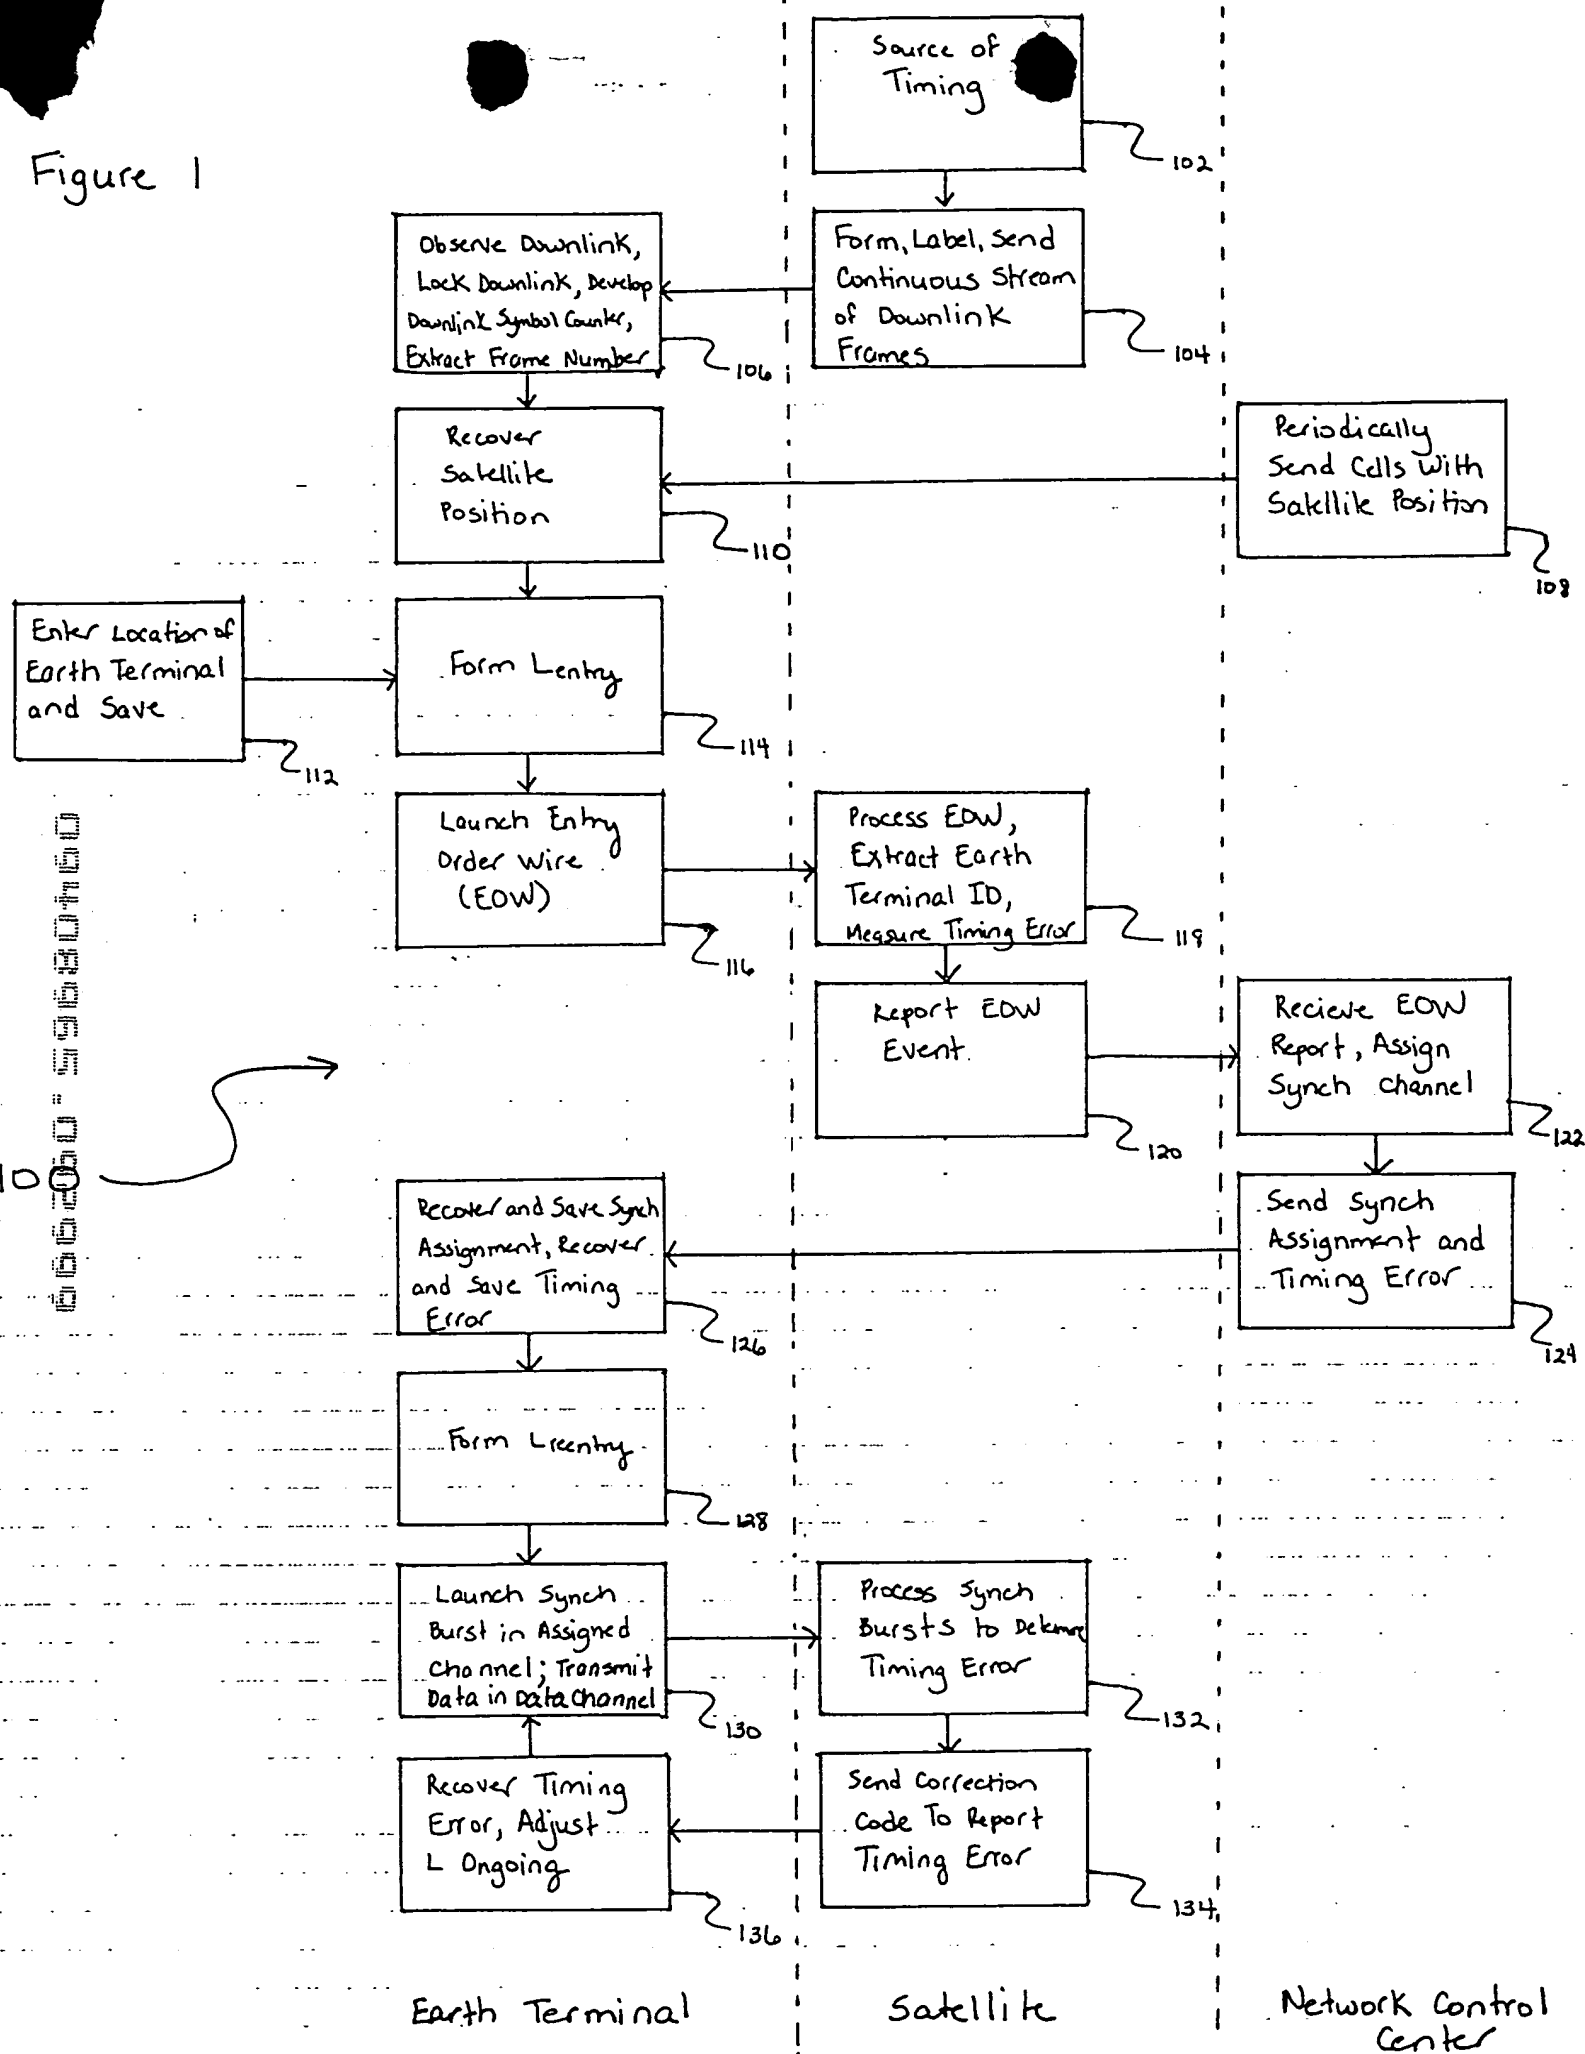 Figure 1
Source of
Timing
102
Form, Label, Send
Continuous Stream
of Downlink
Frames
104
Observe Downlink,
Lock Downlink, Develop
Downlink Symbol Counter,
Extract Frame Number
106
Periodically
Send Cells With
Satellite Position
108
Recover
Satellite
Position
110
Enter Location of
Earth Terminal
and Save
112
Form Lentry
114
Launch Entry
Order Wire
(EOW)
116
Process EOW,
Extract Earth
Terminal ID,
Measure Timing Error
118
Report EOW
Event
120
Recieve EOW
Report, Assign
Synch Channel
122
Send Synch
Assignment and
Timing Error
124
Recover and Save Synch
Assignment, Recover
and Save Timing
Error
126
Form Lreentry
128
Launch Synch
Burst in Assigned
Channel; Transmit
Data in Data Channel
130
Process Synch
Bursts to Determine
Timing Error
132
Send Correction
Code To Report
Timing Error
134
Recover Timing
Error, Adjust
L Ongoing
136
Earth Terminal
Satellite
Network Control
Center